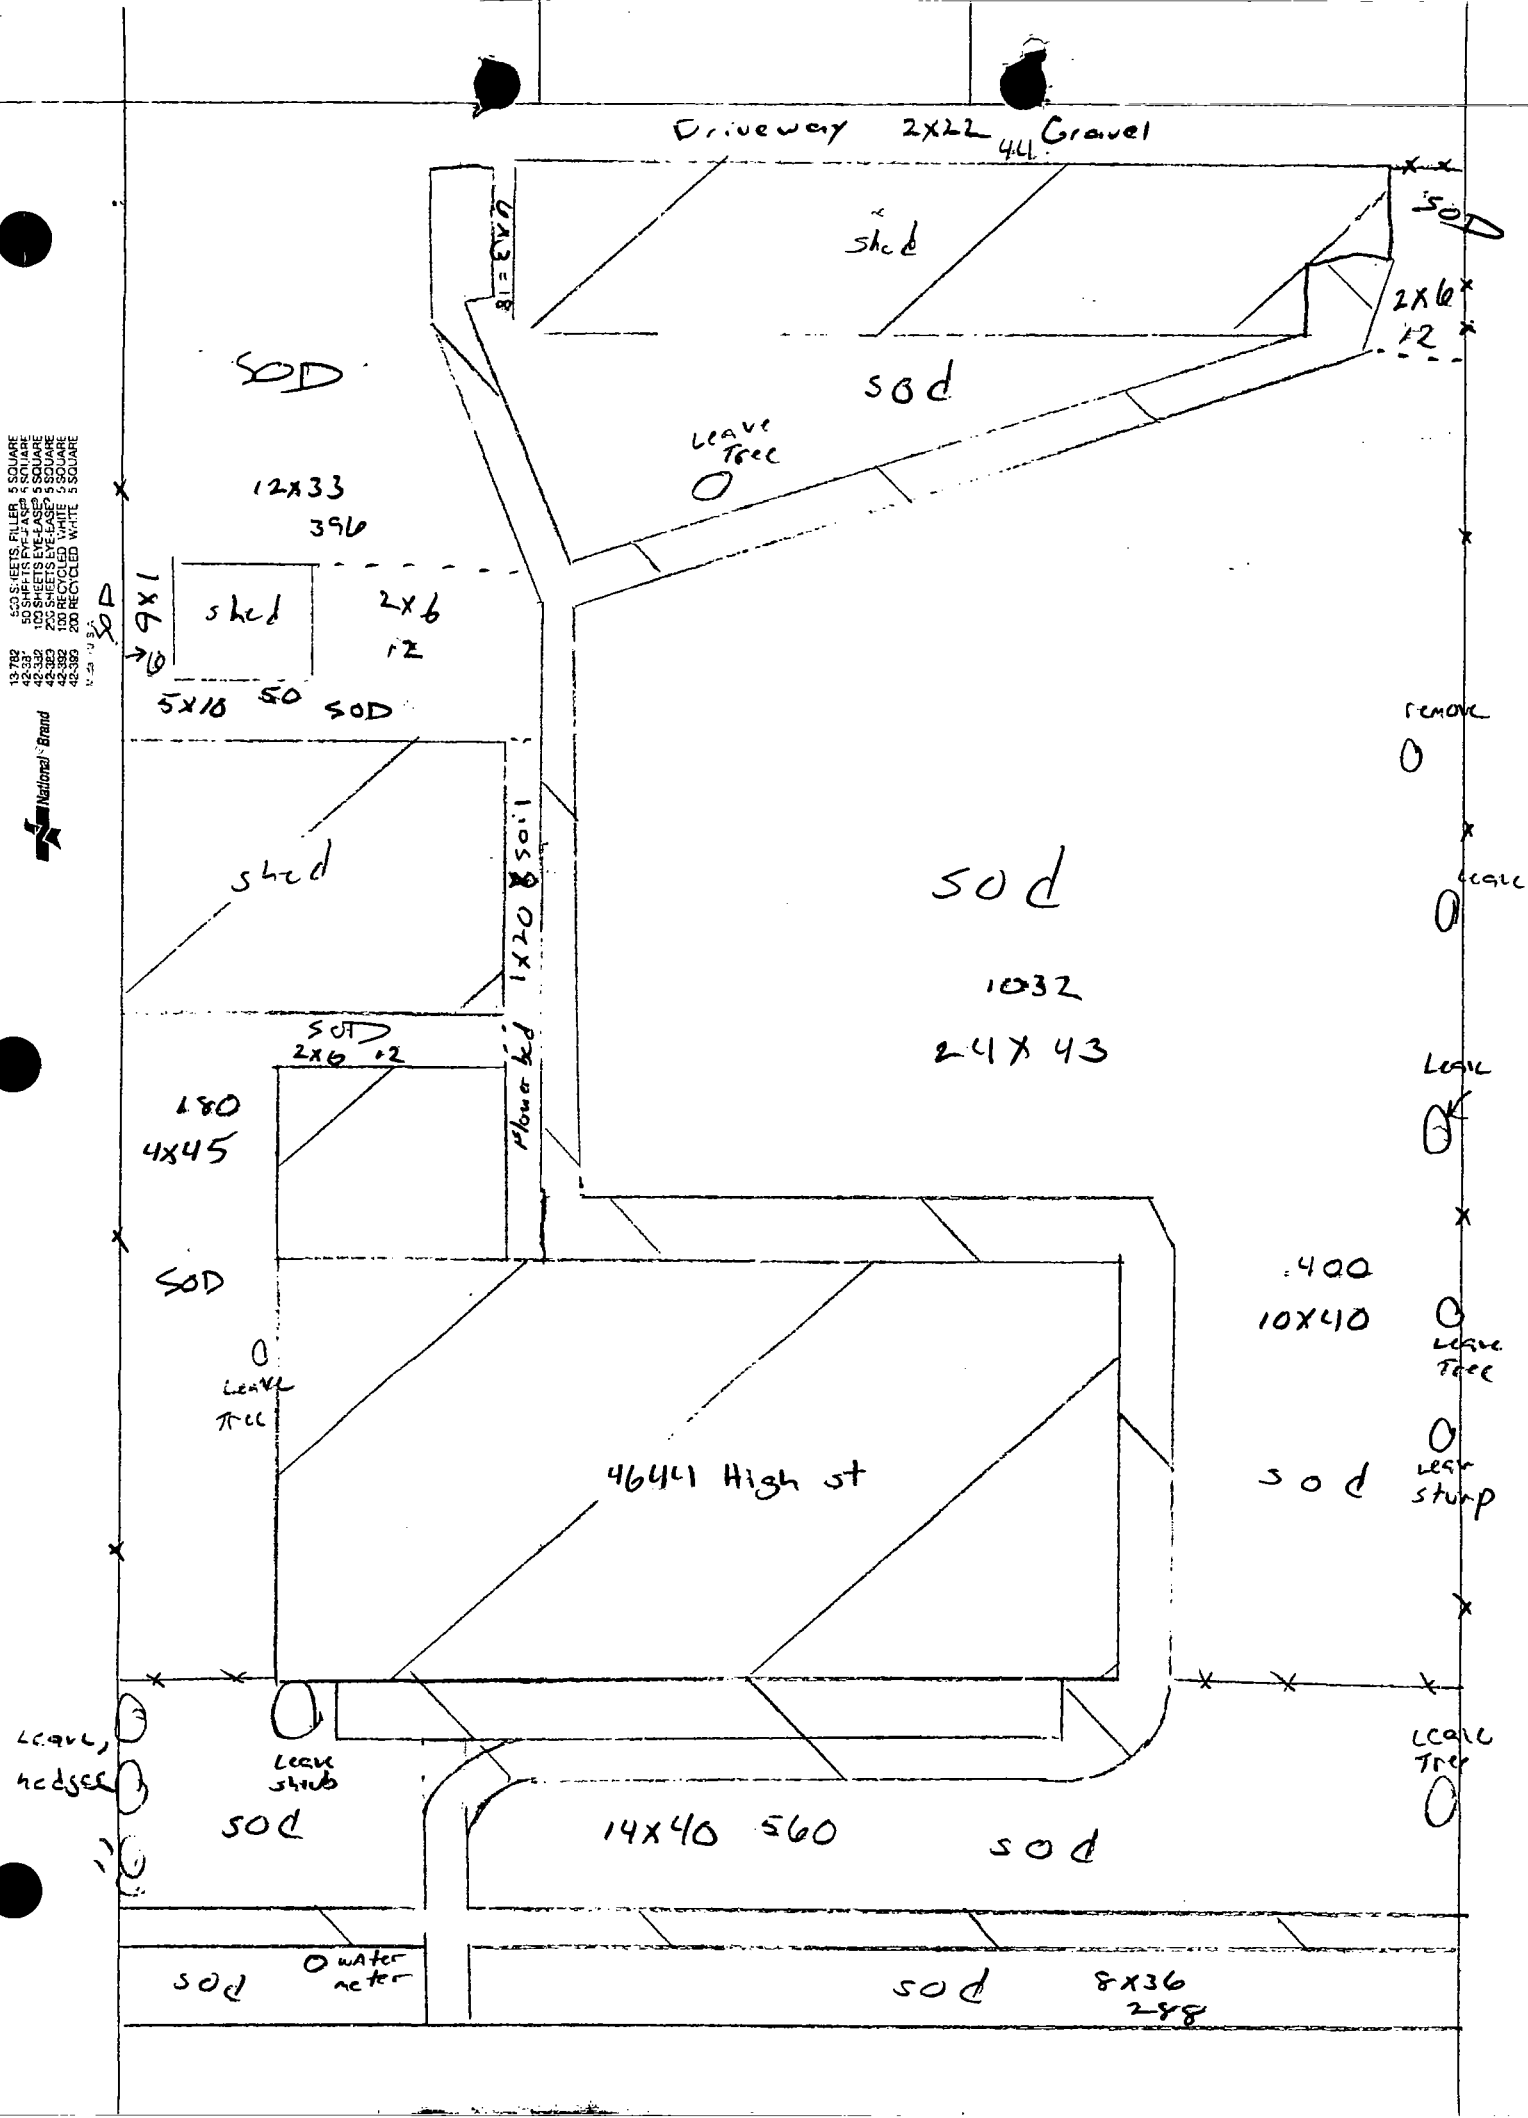 Driveway 2X22 Gravel
44
SOD
shed
6X3=18
2X6
12
SOD
sod
Leave
Tree
12X33
396
13-782 500 SHEETS, FILLER 5 SQUARE
42-381 50 SHEETS EYE-EASE 5 SQUARE
42-382 100 SHEETS EYE-EASE 5 SQUARE
42-389 200 SHEETS EYE-EASE 5 SQUARE
42-392 100 RECYCLED WHITE 5 SQUARE
42-399 200 RECYCLED WHITE 5 SQUARE
National Brand
SOD
9X1
shed
2X6
12
5X10 50 SOD
remove
shed
Flower bed 1X20 soil
sod
Leave
1032
24X43
SOD
2X6 12
Leave
180
4X45
SOD
400
10X40
Leave
Tree
Leave
Tree
4644 High st
sod
Leave
stump
Leave
hedges
Leave
shrub
Leave
Tree
sod
14X40 560
sod
water
meter
sod
sod
8X36
288